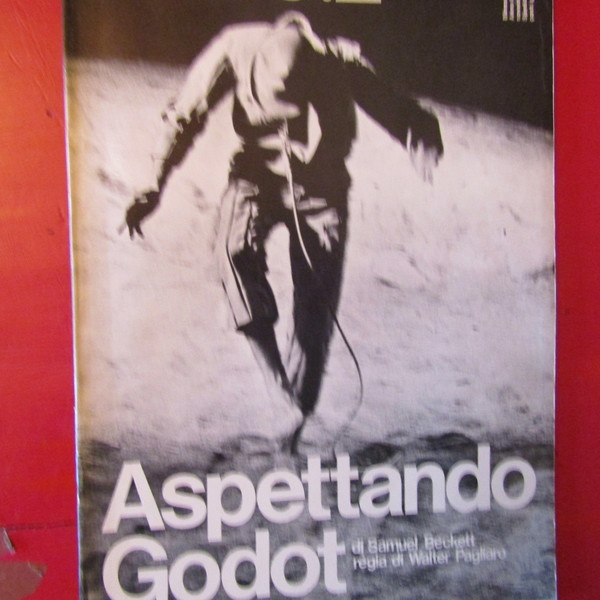 Aspettando
Godot
di Samuel Beckett
regia di Walter Pagliaro